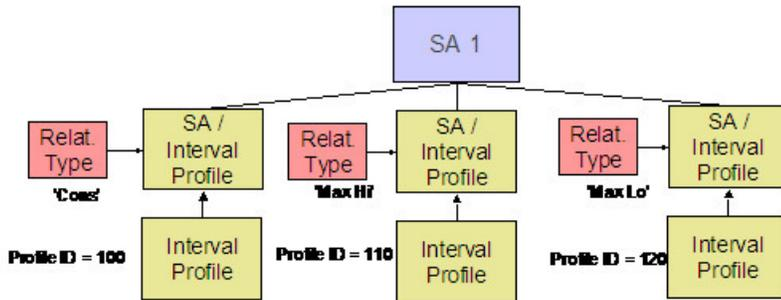 SA 1
Relat.
Type
'Cons'
SA /
Interval
Profile
Relat.
Type
'Max Hi'
SA /
Interval
Profile
Relat.
Type
'Max Lo'
SA /
Interval
Profile
Profile ID = 100
Interval
Profile
Profile ID = 110
Interval
Profile
Profile ID = 120
Interval
Profile